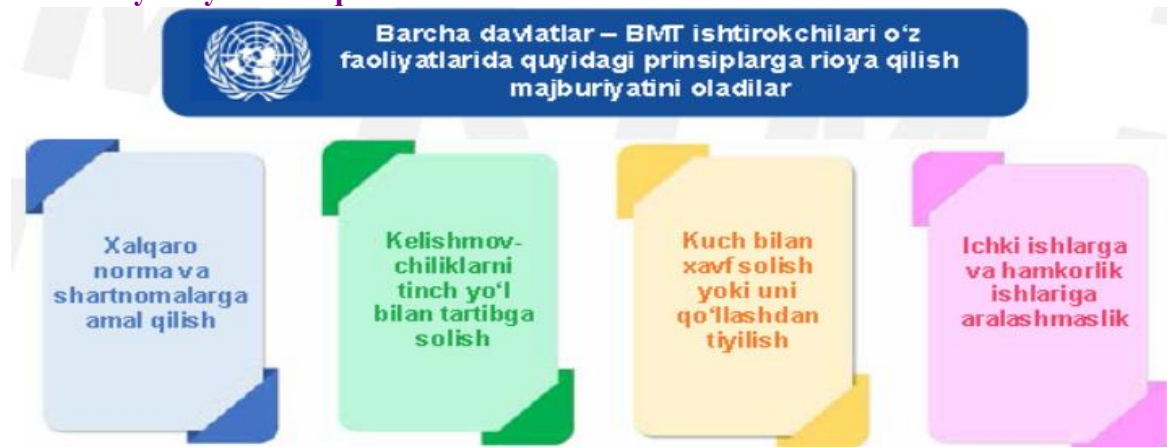 Barcha davlatlar – BMT ishtirokchilari o‘z
faoliyatlarida quyidagi prinsiplarga rioya qilish
majburiyatini oladilar
Xalqaro
norma va
shartnomalarga
amal qilish
Kelishmov-
chiliklarni
tinch yo‘l
bilan tartibga
solish
Kuch bilan
xavf solish
yoki uni
qo‘llashdan
tiyilish
Ichki ishlarga
va hamkorlik
ishlariga
aralashmaslik